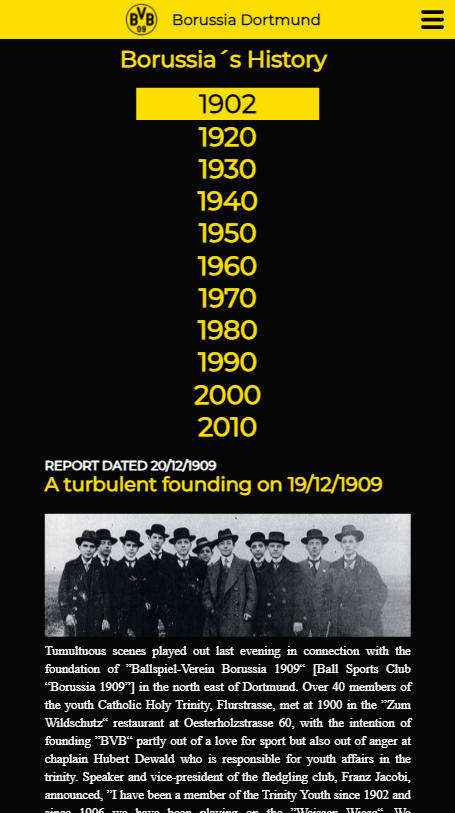 BVB
09
Borussia Dortmund
Borussia´s History
1902
1920
1930
1940
1950
1960
1970
1980
1990
2000
2010
REPORT DATED 20/12/1909
A turbulent founding on 19/12/1909
Tumultuous scenes played out last evening in connection with the
foundation of ”Ballspiel-Verein Borussia 1909“ [Ball Sports Club
“Borussia 1909”] in the north east of Dortmund. Over 40 members of
the youth Catholic Holy Trinity, Flurstrasse, met at 1900 in the ”Zum
Wildschutz“ restaurant at Oesterholzstrasse 60, with the intention of
founding ”BVB“ partly out of a love for sport but also out of anger at
chaplain Hubert Dewald who is responsible for youth affairs in the
trinity. Speaker and vice-president of the fledgling club, Franz Jacobi,
announced, ”I have been a member of the Trinity Youth since 1902 and
since 1906 we have been playing on the ”Weissen Wiese“. We